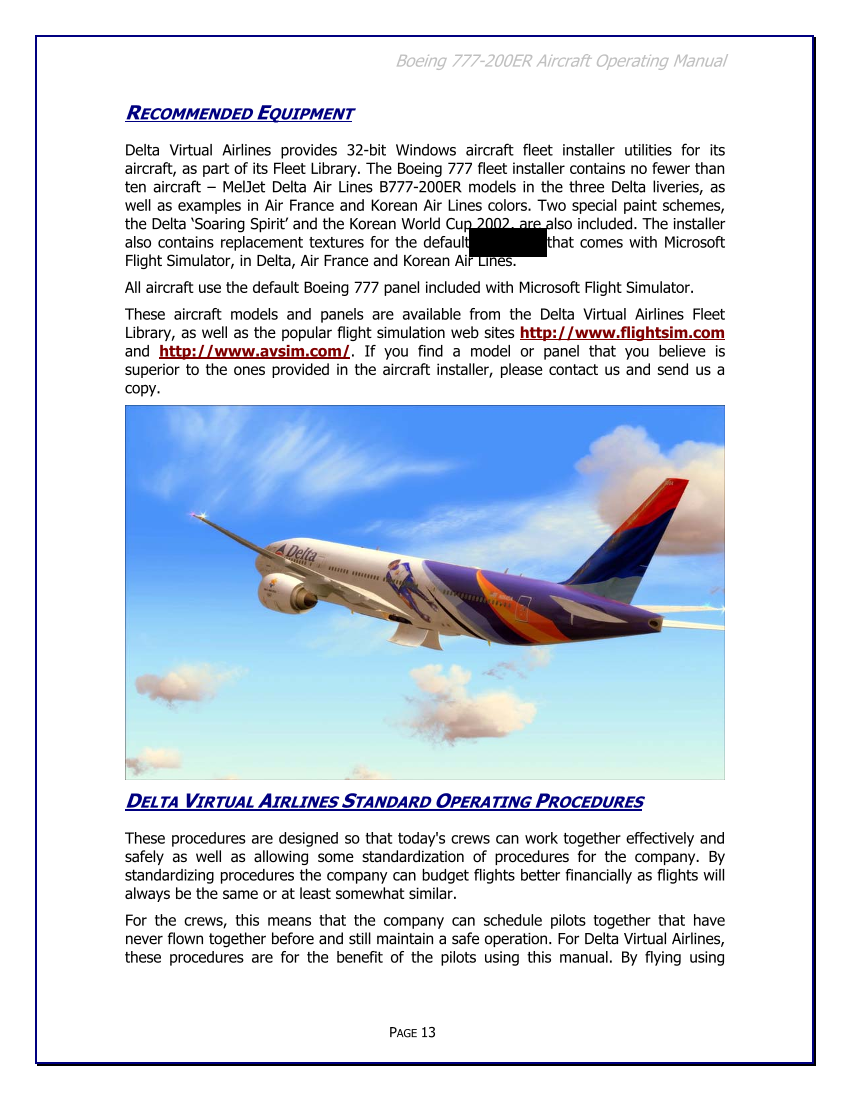 Boeing 777-200ER Aircraft Operating Manual
RECOMMENDED EQUIPMENT
Delta Virtual Airlines provides 32-bit Windows aircraft fleet installer utilities for its
aircraft, as part of its Fleet Library. The Boeing 777 fleet installer contains no fewer than
ten aircraft – MelJet Delta Air Lines B777-200ER models in the three Delta liveries, as
well as examples in Air France and Korean Air Lines colors. Two special paint schemes,
the Delta ‘Soaring Spirit’ and the Korean World Cup 2002, are also included. The installer
also contains replacement textures for the default that comes with Microsoft
Flight Simulator, in Delta, Air France and Korean Air Lines.
All aircraft use the default Boeing 777 panel included with Microsoft Flight Simulator.
These aircraft models and panels are available from the Delta Virtual Airlines Fleet
Library, as well as the popular flight simulation web sites http://www.flightsim.com
and http://www.avsim.com/. If you find a model or panel that you believe is
superior to the ones provided in the aircraft installer, please contact us and send us a
copy.
Delta
DELTA VIRTUAL AIRLINES STANDARD OPERATING PROCEDURES
These procedures are designed so that today's crews can work together effectively and
safely as well as allowing some standardization of procedures for the company. By
standardizing procedures the company can budget flights better financially as flights will
always be the same or at least somewhat similar.
For the crews, this means that the company can schedule pilots together that have
never flown together before and still maintain a safe operation. For Delta Virtual Airlines,
these procedures are for the benefit of the pilots using this manual. By flying using
PAGE 13